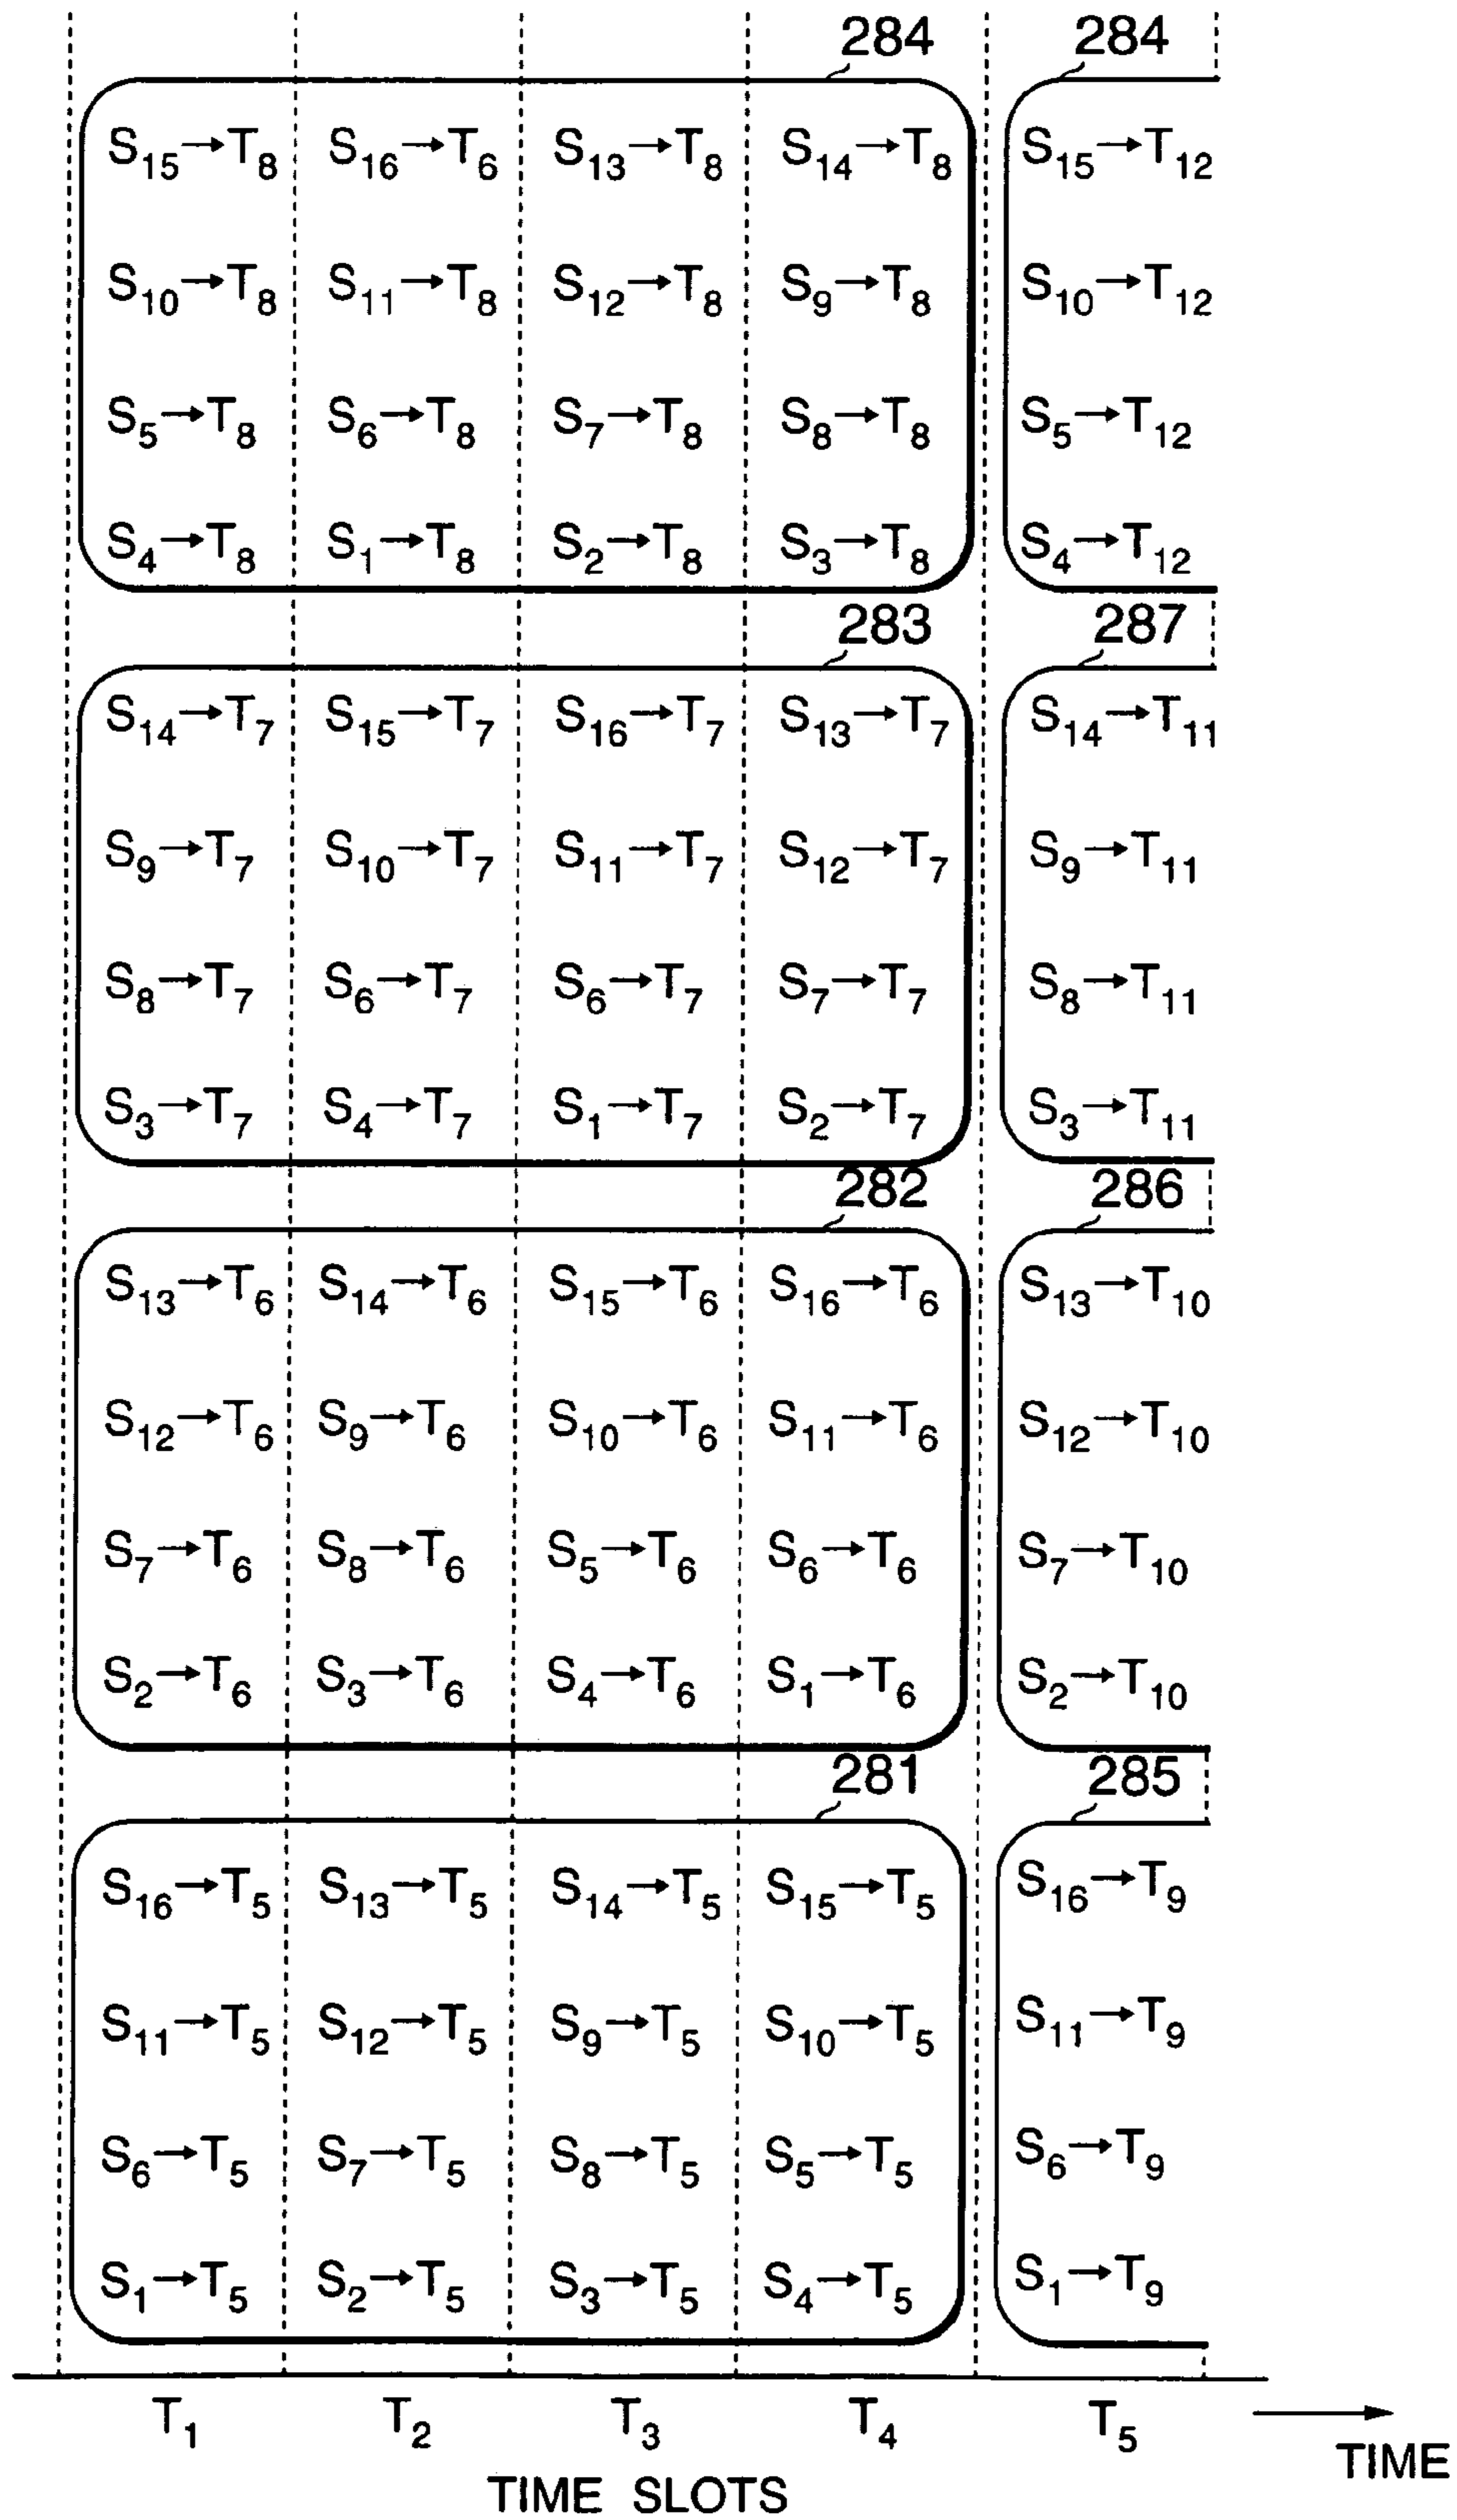 284 284
S15→T8 S16→T6 S13→T8 S14→T8 S15→T12
S10→T8 S11→T8 S12→T8 S9→T8 S10→T12
S5→T8 S6→T8 S7→T8 S8→T8 S5→T12
S4→T8 S1→T8 S2→T8 S3→T8 S4→T12
283 287
S14→T7 S15→T7 S16→T7 S13→T7 S14→T11
S9→T7 S10→T7 S11→T7 S12→T7 S9→T11
S8→T7 S6→T7 S6→T7 S7→T7 S8→T11
S3→T7 S4→T7 S1→T7 S2→T7 S3→T11
282 286
S13→T6 S14→T6 S15→T6 S16→T6 S13→T10
S12→T6 S9→T6 S10→T6 S11→T6 S12→T10
S7→T6 S8→T6 S5→T6 S6→T6 S7→T10
S2→T6 S3→T6 S4→T6 S1→T6 S2→T10
281 285
S16→T5 S13→T5 S14→T5 S15→T5 S16→T9
S11→T5 S12→T5 S9→T5 S10→T5 S11→T9
S6→T5 S7→T5 S8→T5 S5→T5 S6→T9
S1→T5 S2→T5 S3→T5 S4→T5 S1→T9
T1 T2 T3 T4 T5
TIME
TIME SLOTS